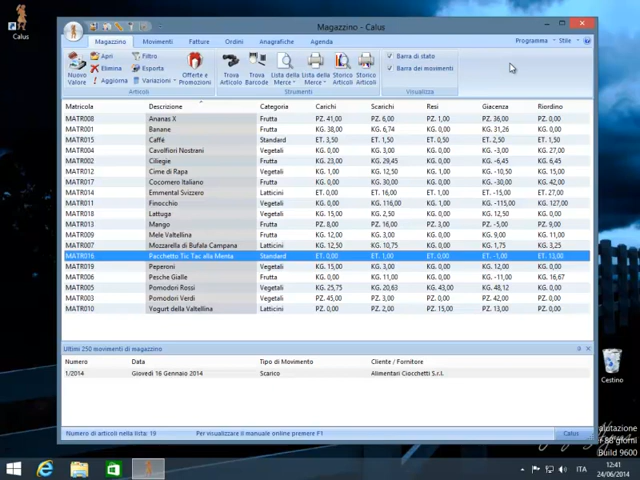 Calus
Magazzino - Calus
Magazzino Movimenti Fatture Ordini Anagrafiche Agenda Programma Stile
Nuovo Valore
Apri
Elimina
Aggiorna
Filtro
Esporta
Variazioni
Offerte e Promozioni
Trova Articolo
Trova Barcode
Lista della Merce
Lista della Merce
Storico Articoli
Storico Articoli
Barra di stato
Barra dei movimenti
Articoli Strumenti Visualizza
Matricola Descrizione Categoria Carichi Scarichi Resi Giacenza Riordino
MATR008 Ananas X Frutta PZ. 41,00 PZ. 6,00 PZ. 1,00 PZ. 36,00 PZ. 0,00
MATR001 Banane Frutta KG. 38,00 KG. 6,74 KG. 0,00 KG. 31,26 KG. 0,00
MATR015 Caffè Standard ET. 3,50 ET. 1,50 ET. 0,50 ET. 2,50 ET. 0,00
MATR004 Cavolfiori Nostrani Vegetali KG. 0,00 KG. 3,00 KG. 0,00 KG. -3,00 KG. 27,00
MATR002 Ciliegie Frutta KG. 23,00 KG. 29,45 KG. 0,00 KG. -6,45 KG. 6,45
MATR012 Cime di Rapa Vegetali KG. 0,00 KG. 10,50 KG. 0,00 KG. -10,50 KG. 15,00
MATR017 Cocomero Italiano Frutta KG. 0,00 KG. 30,00 KG. 0,00 KG. -30,00 KG. 42,00
MATR014 Emmental Svizzero Latticini ET. 0,00 ET. 16,00 ET. 1,00 ET. -15,00 ET. 27,00
MATR011 Finocchio Vegetali KG. 0,00 KG. 116,00 KG. 0,00 KG. -115,00 KG. 127,00
MATR018 Lattuga Vegetali KG. 12,50 KG. 0,00 KG. 0,00 KG. 12,50 KG. 0,00
MATR013 Mango Frutta PZ. 8,00 PZ. 16,00 PZ. 3,00 PZ. -5,00 PZ. 9,00
MATR009 Mele Valentina Frutta KG. 20,00 KG. 11,00 KG. 0,00 KG. 9,00 KG. 11,00
MATR007 Mozzarella di Bufala Campana Latticini KG. 12,50 KG. 10,75 KG. 0,00 KG. 1,75 KG. 3,25
MATR016 Pacchetto Tic Tac alla Menta Standard ET. 0,00 ET. 1,00 ET. 0,00 ET. -1,00 ET. 13,00
MATR019 Peperoni Vegetali KG. 15,00 KG. 0,00 KG. 0,00 KG. 15,00 KG. 0,00
MATR006 Pesche Gialle Frutta KG. 3,00 KG. 14,00 KG. 0,00 KG. -11,00 KG. 16,67
MATR005 Pomodori Rossi Vegetali KG. 25,75 KG. 20,63 KG. 43,00 KG. 48,12 KG. 0,00
MATR003 Pomodori Verdi Vegetali PZ. 45,00 PZ. 3,00 PZ. 0,00 PZ. 42,00 PZ. 0,00
MATR010 Yogurt della Valtellina Latticini PZ. 0,00 PZ. 2,00 PZ. 15,00 PZ. 13,00 PZ. 0,00
Ultimi 250 movimenti di magazzino
Numero Data Tipo di Movimento Cliente / Fornitore
1/2014 Giovedì 16 Gennaio 2014 Scarico Alimentari Ciocchetti S.r.l.
Numero di articoli nella lista: 19 Per visualizzare il manuale online premere F1 Calus
Cestino
alutazione
r 86 giorni
Build 9600
ITA
12:41
24/06/2014